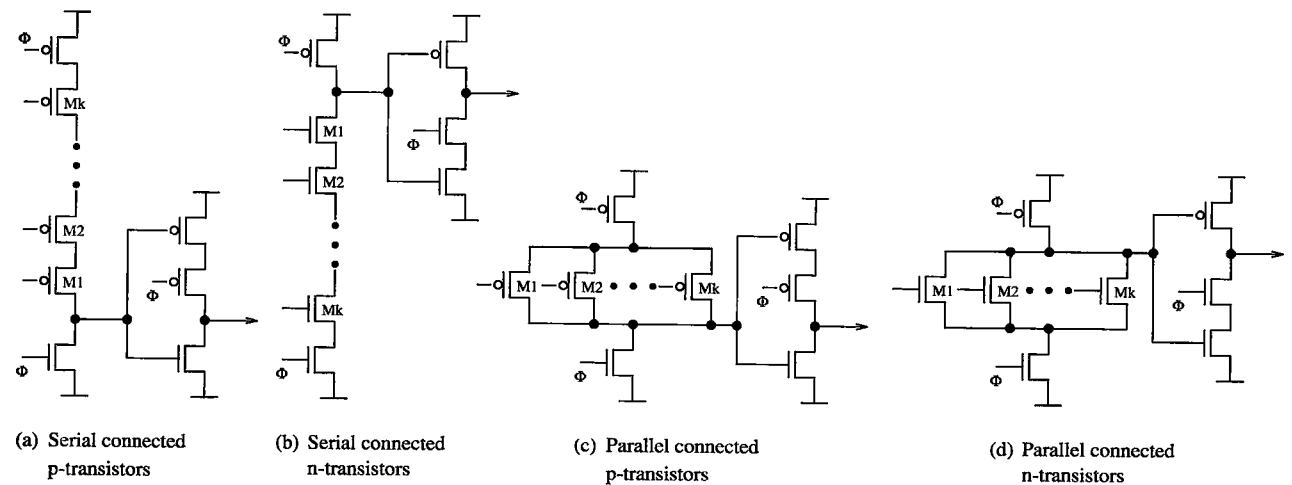 Φ
Mk
M2
M1
Φ
Φ
Φ
M1
Φ
M2
Mk
Φ
Φ
M1
M2
Mk
Φ
Φ
Φ
M1
M2
Mk
Φ
Φ
(a) Serial connected
p-transistors
(b) Serial connected
n-transistors
(c) Parallel connected
p-transistors
(d) Parallel connected
n-transistors